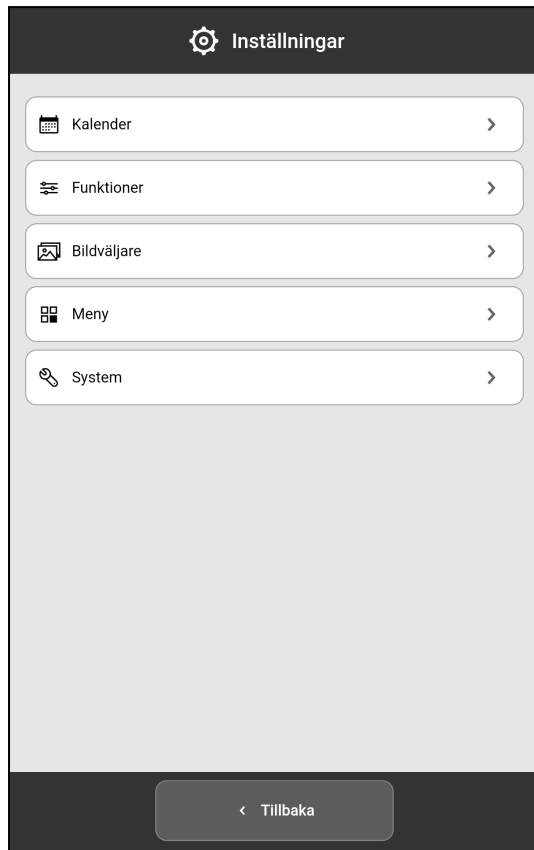 Inställningar
Kalender
Funktioner
Bildväljare
Meny
System
Tillbaka